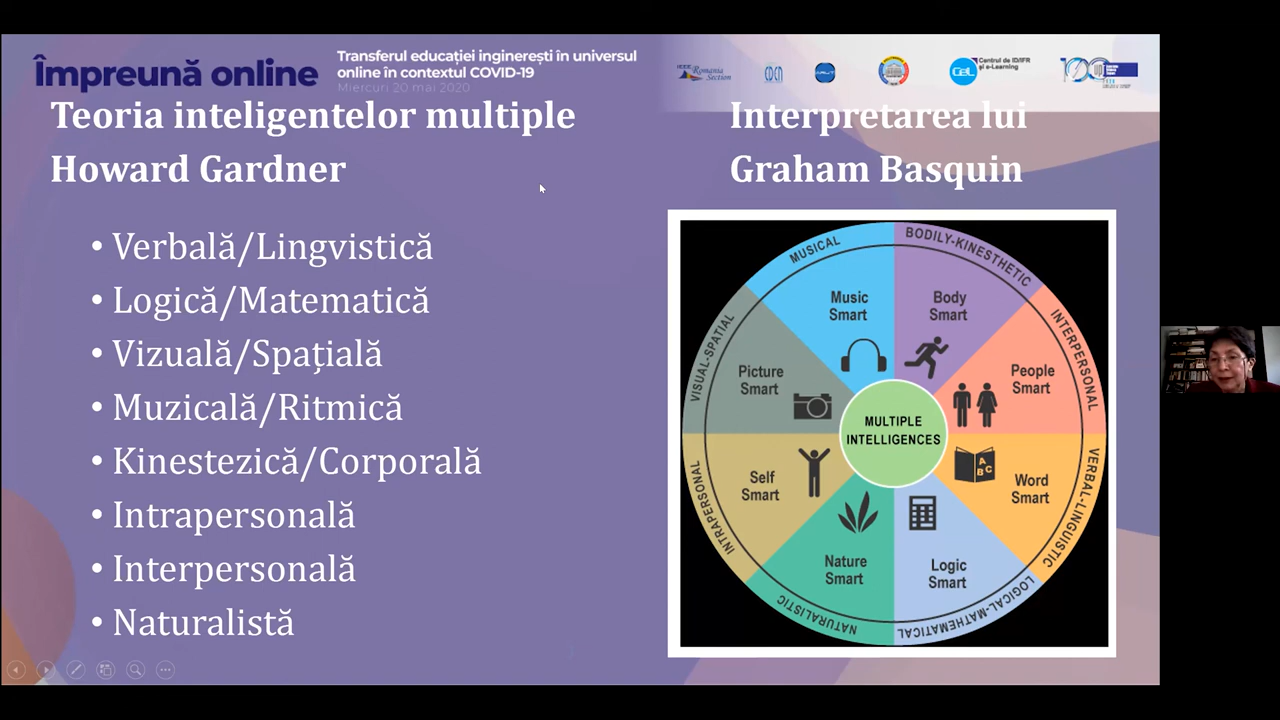 Împreună online
Transferul educației inginerești în universul
online în contextul COVID-19
Miercuri 20 mai 2020
Romania
Section
Centrul de ID/IFR
și e-Learning
CeL
Teoria inteligentelor multiple
Howard Gardner
Interpretarea lui
Graham Basquin
• Verbală/Lingvistică
• Logică/Matematică
• Vizuală/Spațială
• Muzicală/Ritmică
• Kinestezică/Corporală
• Intrapersonală
• Interpersonală
• Naturalistă
MUSICAL
BODILY-KINESTHETIC
INTERPERSONAL
VERBAL-LINGUISTIC
LOGICAL-MATHEMATICAL
NATURALISTIC
INTRAPERSONAL
VISUAL-SPATIAL
Music
Smart
Body
Smart
People
Smart
Word
Smart
Logic
Smart
Nature
Smart
Self
Smart
Picture
Smart
A
B C
MULTIPLE
INTELLIGENCES